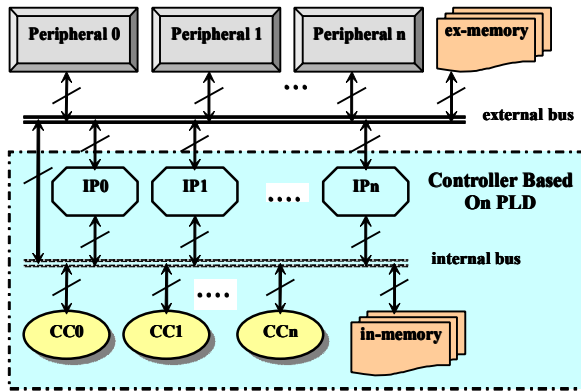 Peripheral 0
Peripheral 1
Peripheral n
ex-memory
...
external bus
IP0
IP1
....
IPn
Controller Based
On PLD
internal bus
....
CC0
CC1
CCn
in-memory